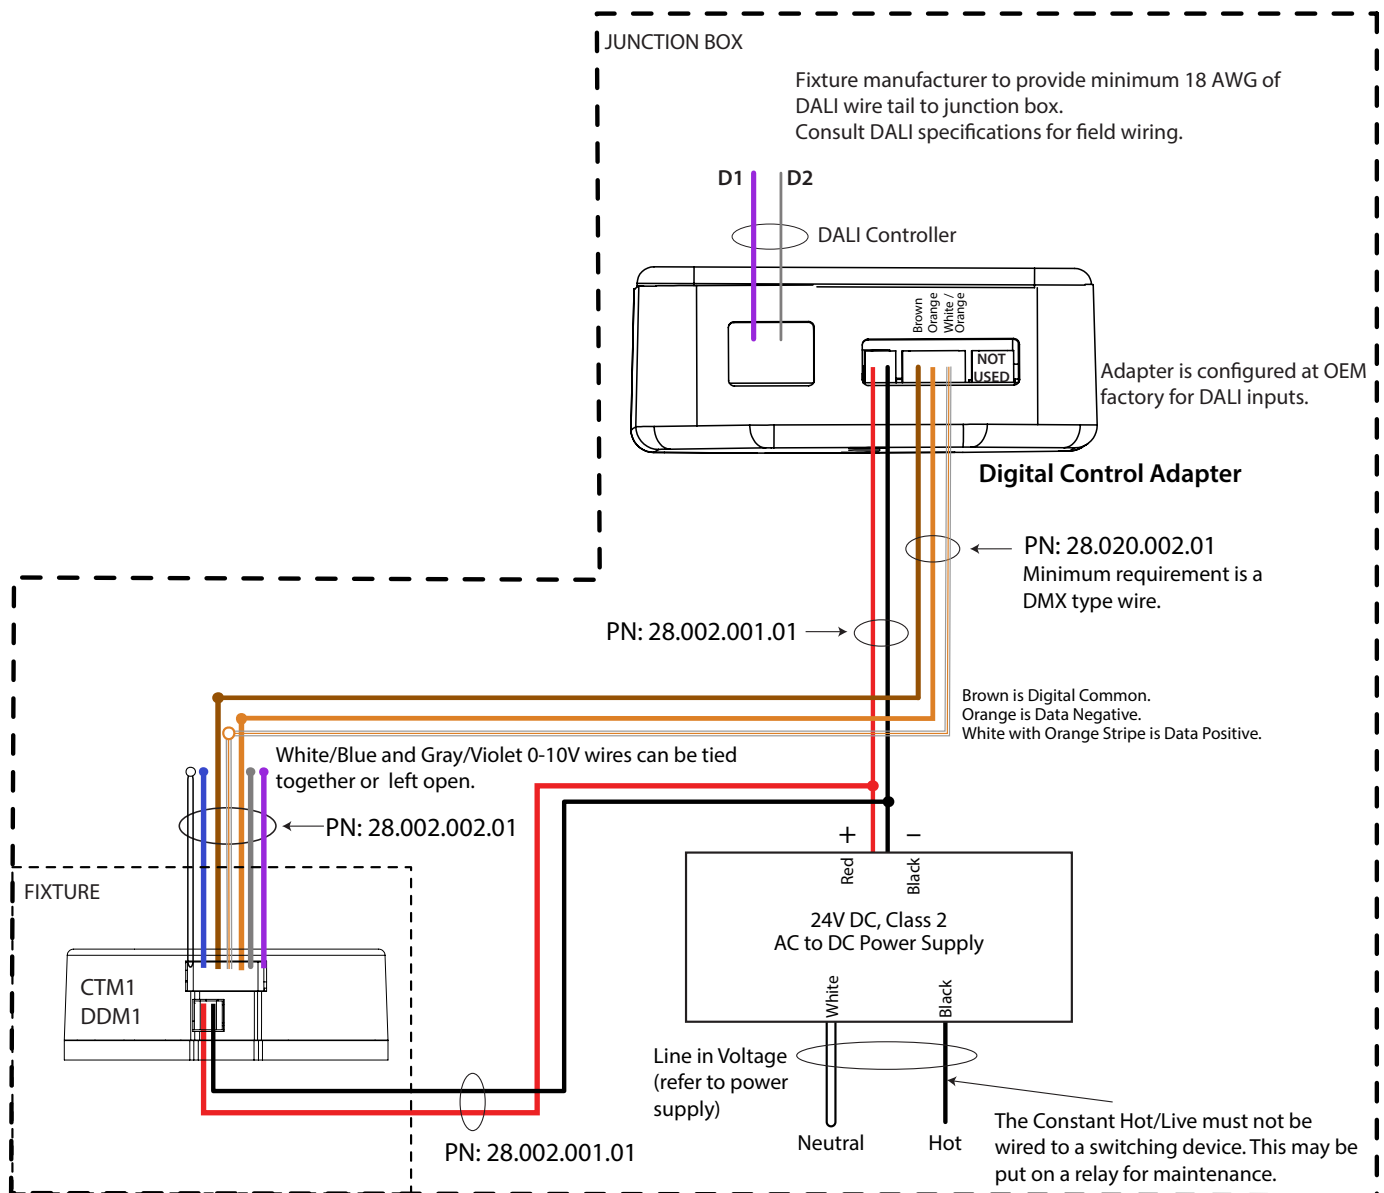 JUNCTION BOX
Fixture manufacturer to provide minimum 18 AWG of
DALI wire tail to junction box.
Consult DALI specifications for field wiring.
D1
D2
DALI Controller
Brown
Orange
White /
Orange
NOT
USED
Adapter is configured at OEM
factory for DALI inputs.
Digital Control Adapter
PN: 28.020.002.01
Minimum requirement is a
DMX type wire.
PN: 28.002.001.01
Brown is Digital Common.
Orange is Data Negative.
White with Orange Stripe is Data Positive.
White/Blue and Gray/Violet 0-10V wires can be tied
together or left open.
PN: 28.002.002.01
+
–
Red
Black
24V DC, Class 2
AC to DC Power Supply
White
Black
FIXTURE
CTM1
DDM1
Line in Voltage
(refer to power
supply)
Neutral
Hot
The Constant Hot/Live must not be
wired to a switching device. This may be
put on a relay for maintenance.
PN: 28.002.001.01